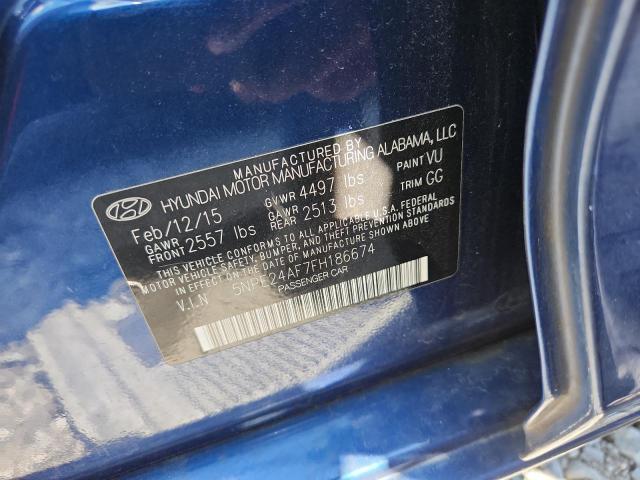 MANUFACTURED BY
HYUNDAI MOTOR MANUFACTURING ALABAMA, LLC
Feb/12/15 GVWR 4497 lbs PAINT VU
GAWR FRONT 2557 lbs GAWR REAR 2513 lbs TRIM GG
THIS VEHICLE CONFORMS TO ALL APPLICABLE U.S.A. FEDERAL
MOTOR VEHICLE SAFETY, BUMPER, AND THEFT PREVENTION STANDARDS
IN EFFECT ON THE DATE OF MANUFACTURE SHOWN ABOVE.
V.I.N 5NPE24AF7FH186674
PASSENGER CAR